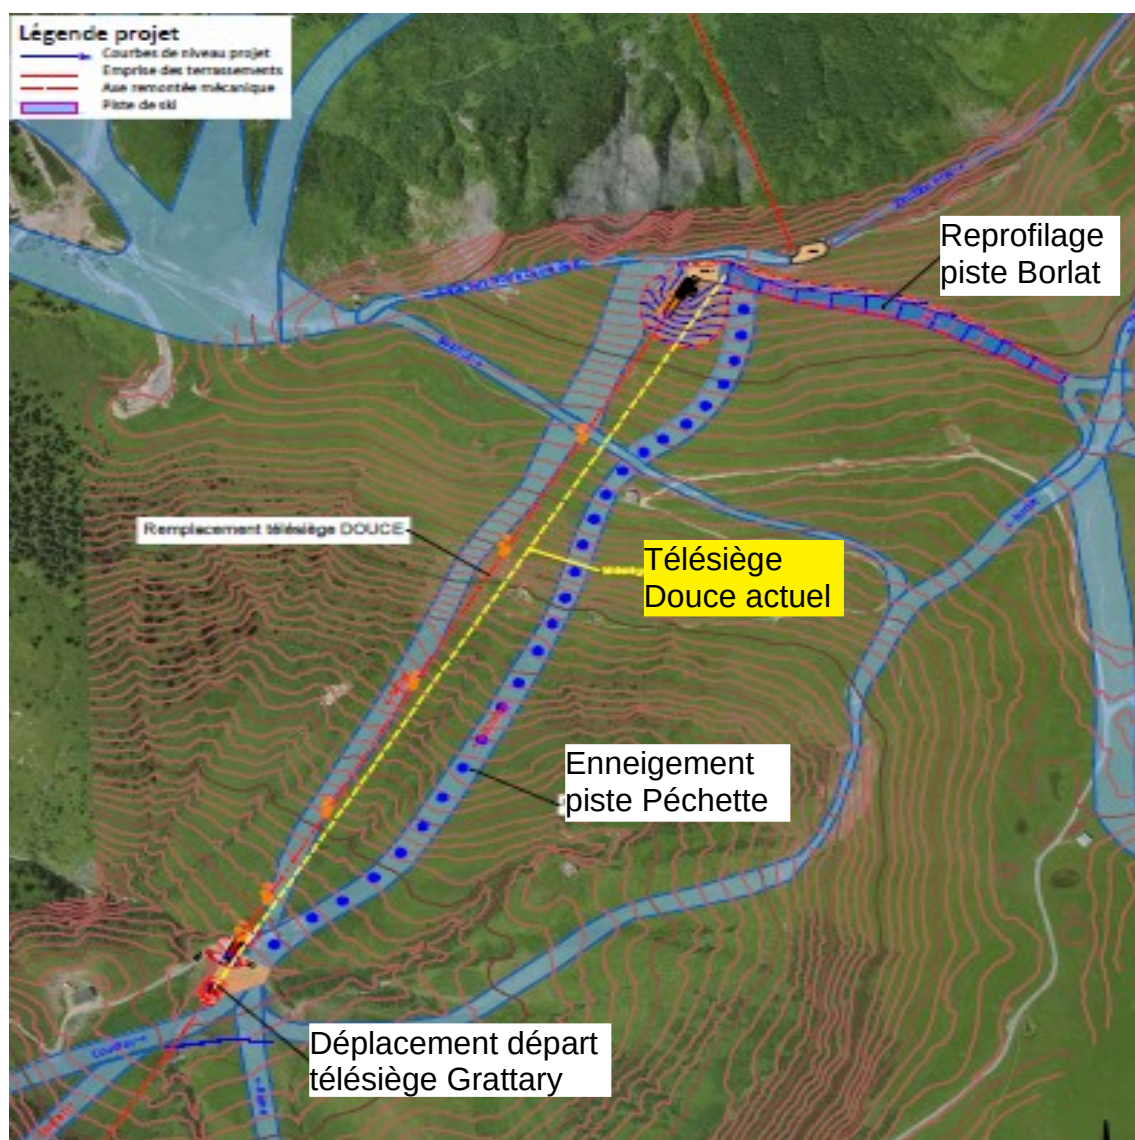 Légende projet
Courbes de niveau projet
Emprise des terrassements
Axe remontée mécanique
Piste de ski
Reprofilage
piste Borlat
Remplacement télésiège DOUCE
Télésiège
Douce actuel
Enneigement
piste Péchette
Déplacement départ
télésiège Grattary